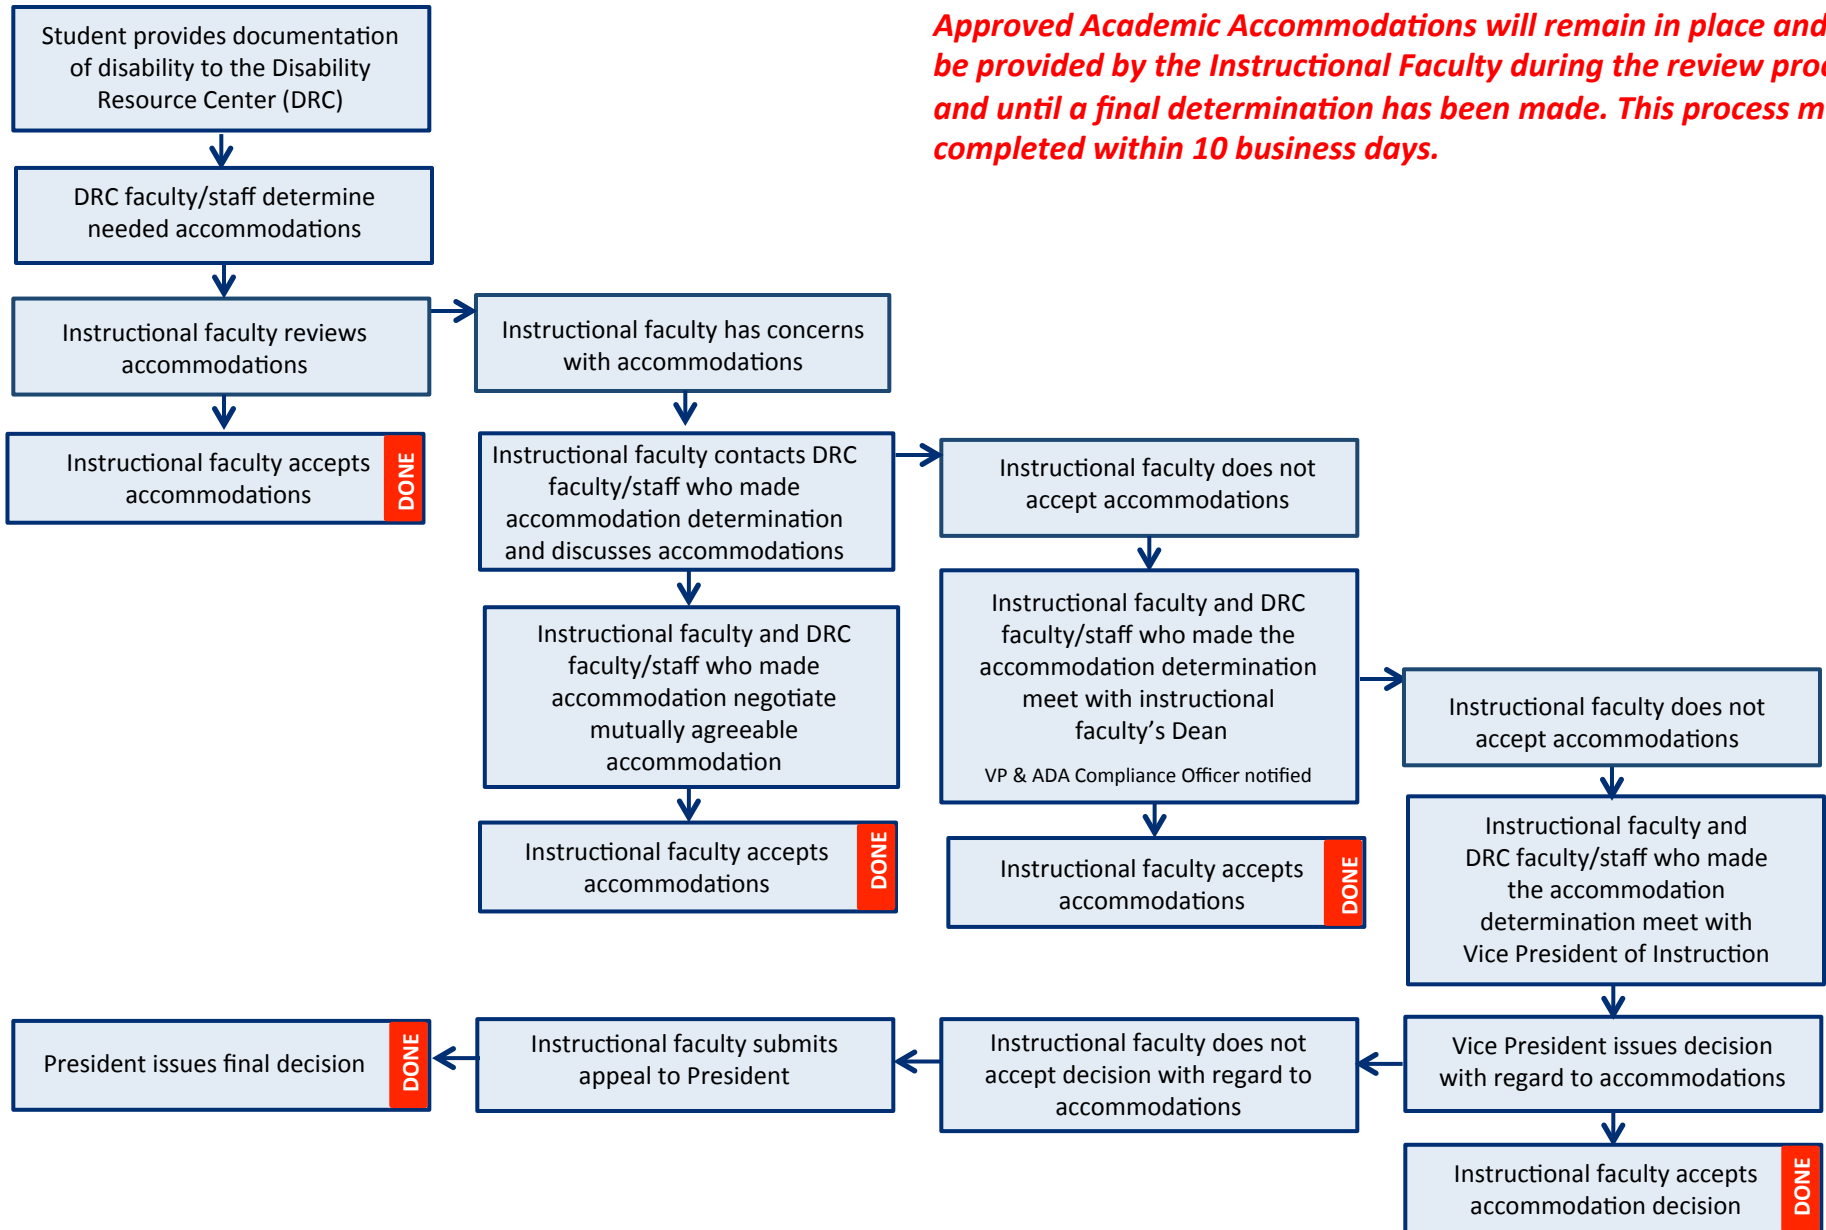 Approved Academic Accommodations will remain in place and
be provided by the Instructional Faculty during the review
and until a final determination has been made. This process
completed within 10 business days.
Student provides documentation
of disability to the Disability
Resource Center (DRC)
DRC faculty/staff determine
needed accommodations
Instructional faculty reviews
accommodations
Instructional faculty accepts
accommodations
DONE
Instructional faculty has concerns
with accommodations
Instructional faculty contacts DRC
faculty/staff who made
accommodation determination
and discusses accommodations
Instructional faculty and DRC
faculty/staff who made
accommodation negotiate
mutually agreeable
accommodation
Instructional faculty accepts
accommodations
DONE
Instructional faculty does not
accept accommodations
Instructional faculty and DRC
faculty/staff who made the
accommodation determination
meet with instructional
faculty’s Dean
VP & ADA Compliance Officer notified
Instructional faculty accepts
accommodations
DONE
Instructional faculty does not
accept accommodations
Instructional faculty and
DRC faculty/staff who made
the accommodation
determination meet with
Vice President of Instruction
Vice President issues decision
with regard to accommodations
Instructional faculty accepts
accommodation decision
DONE
Instructional faculty does not
accept decision with regard to
accommodations
Instructional faculty submits
appeal to President
President issues final decision
DONE